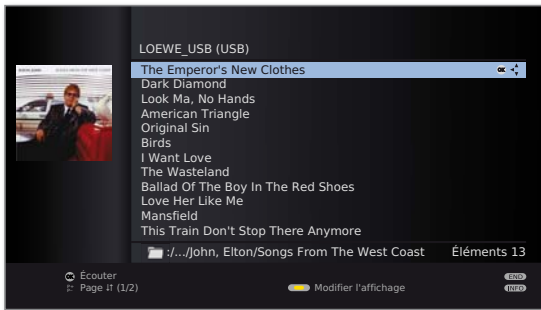 LOEWE_USB (USB)
The Emperor's New Clothes OK
Dark Diamond
Look Ma, No Hands
American Triangle
Original Sin
Birds
I Want Love
The Wasteland
Ballad Of The Boy In The Red Shoes
Love Her Like Me
Mansfield
This Train Don't Stop There Anymore
:/.../John, Elton/Songs From The West Coast Éléments 13
OK Écouter
Page ↓↑ (1/2)
Modifier l'affichage
END
INFO